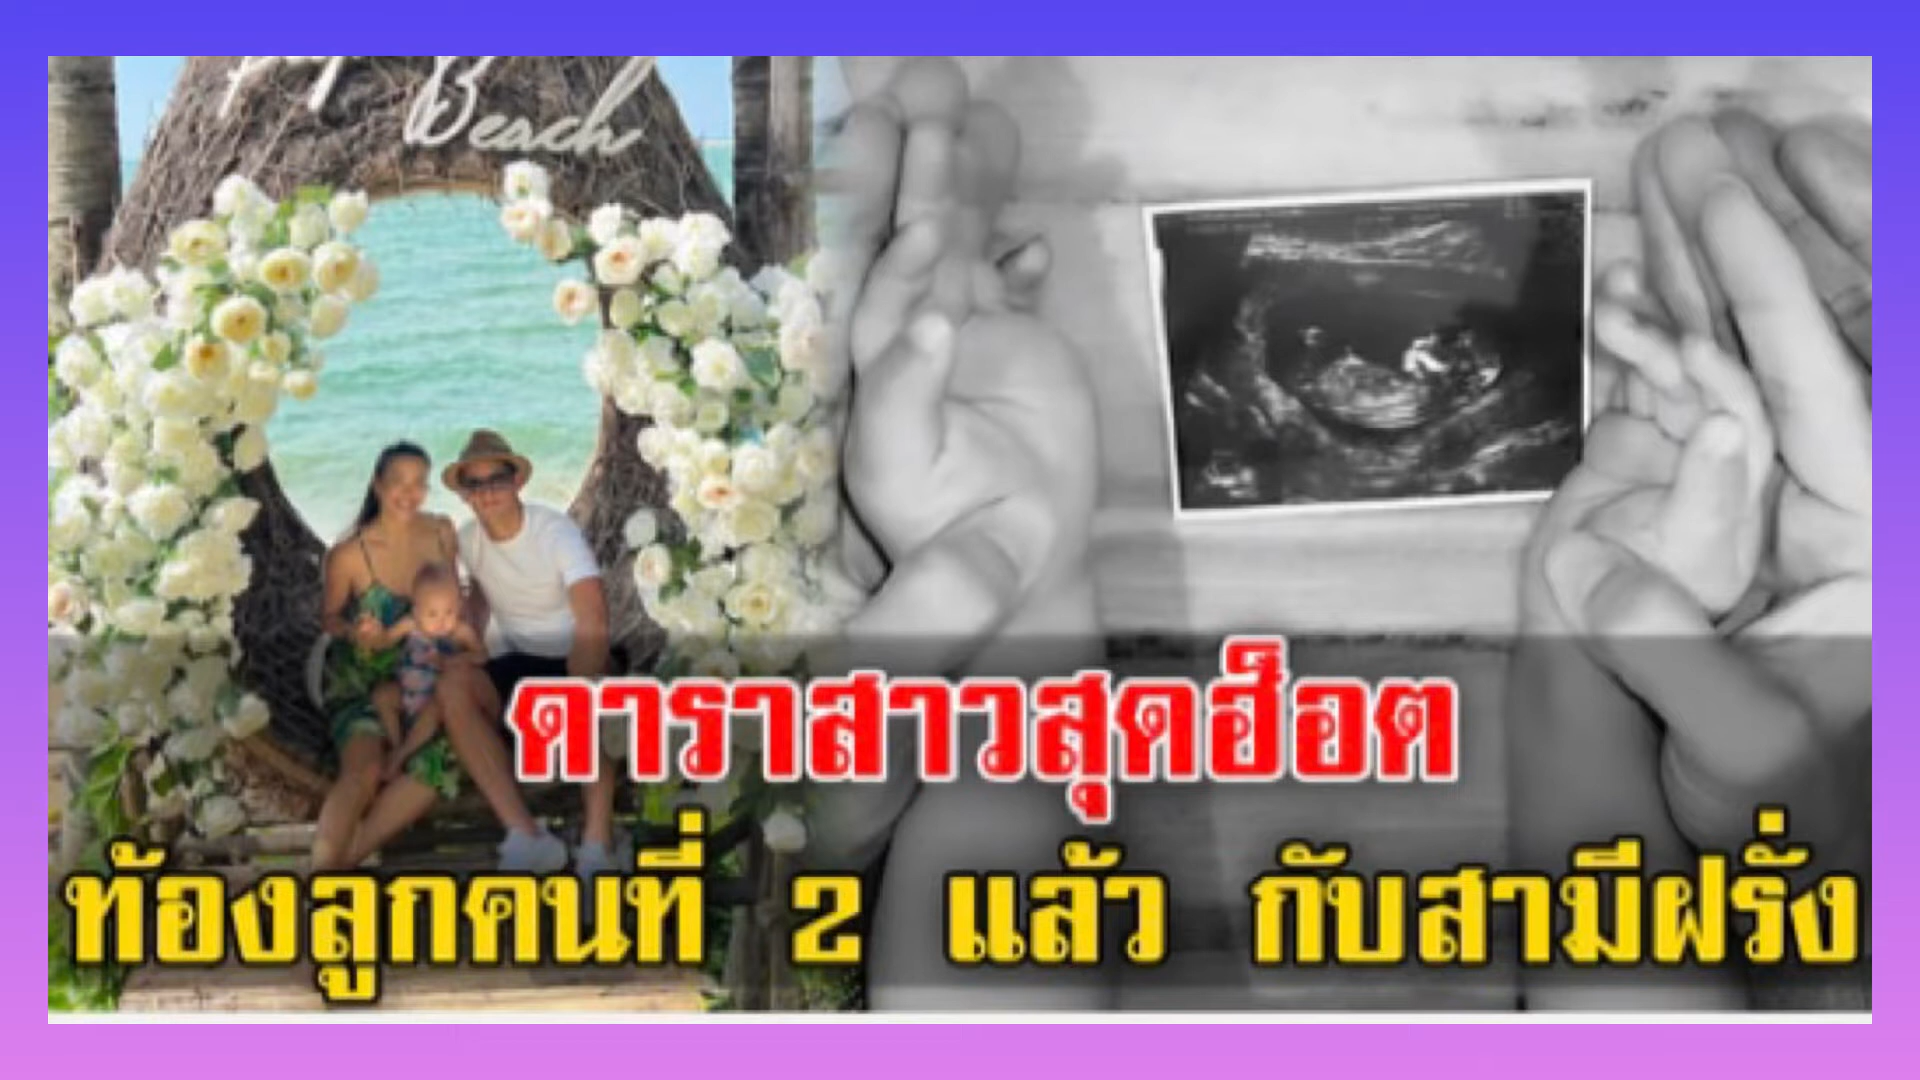 Beach
ดาราสาวสุดฮ็อต
ท้องลูกคนที่ 2 แล้ว กับสามีฝรั่ง